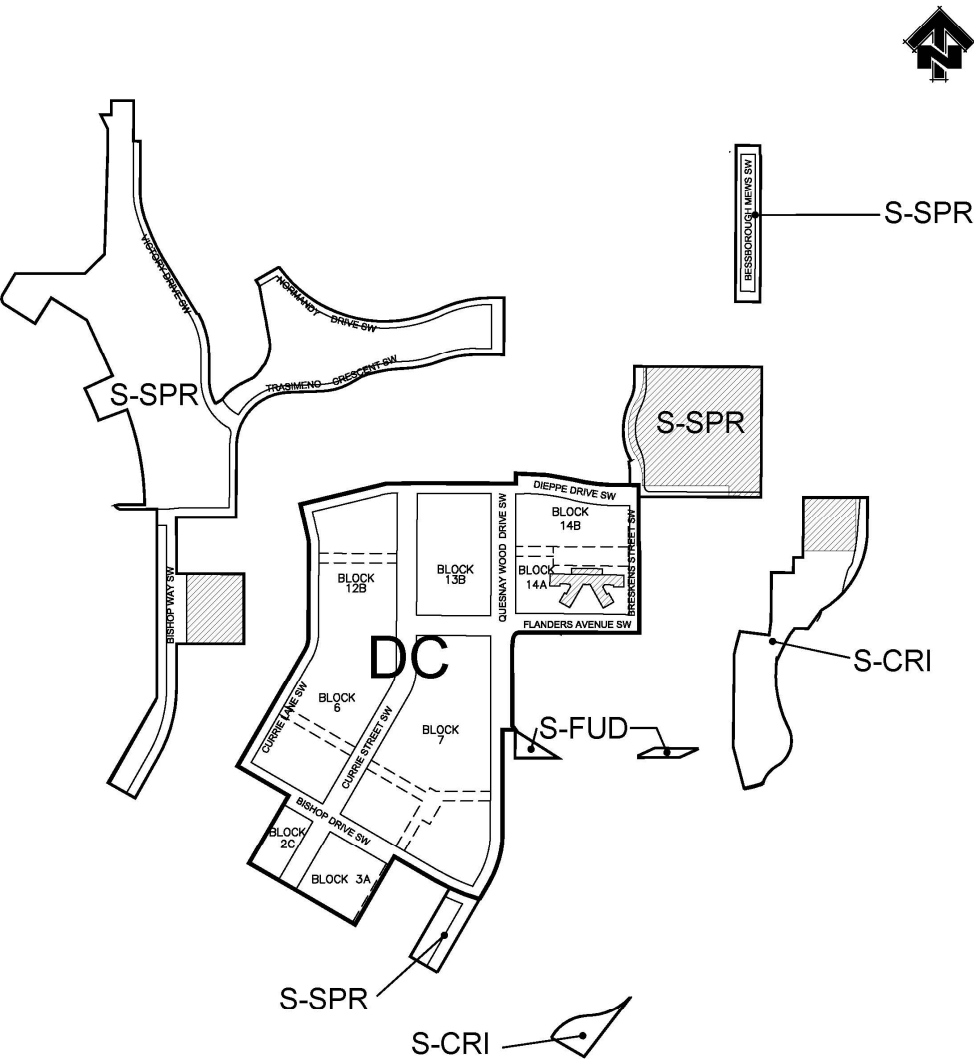 N
BESSBOROUGH MEWS SW
S-SPR
VICTORY DRIVE SW
NORMANDY DRIVE SW
TRASIMENO CRESCENT SW
S-SPR
S-SPR
DIEPPE DRIVE SW
QUESNAY WOOD DRIVE SW
BRESKENS STREET SW
BLOCK
14B
BLOCK
12B
BLOCK
13B
BLOCK
14A
BISHOP WAY SW
FLANDERS AVENUE SW
DC
S-CRI
CURRIE LANE SW
BLOCK
6
CURRIE STREET SW
BLOCK
7
S-FUD
BISHOP DRIVE SW
BLOCK
2C
BLOCK 3A
S-SPR
S-CRI